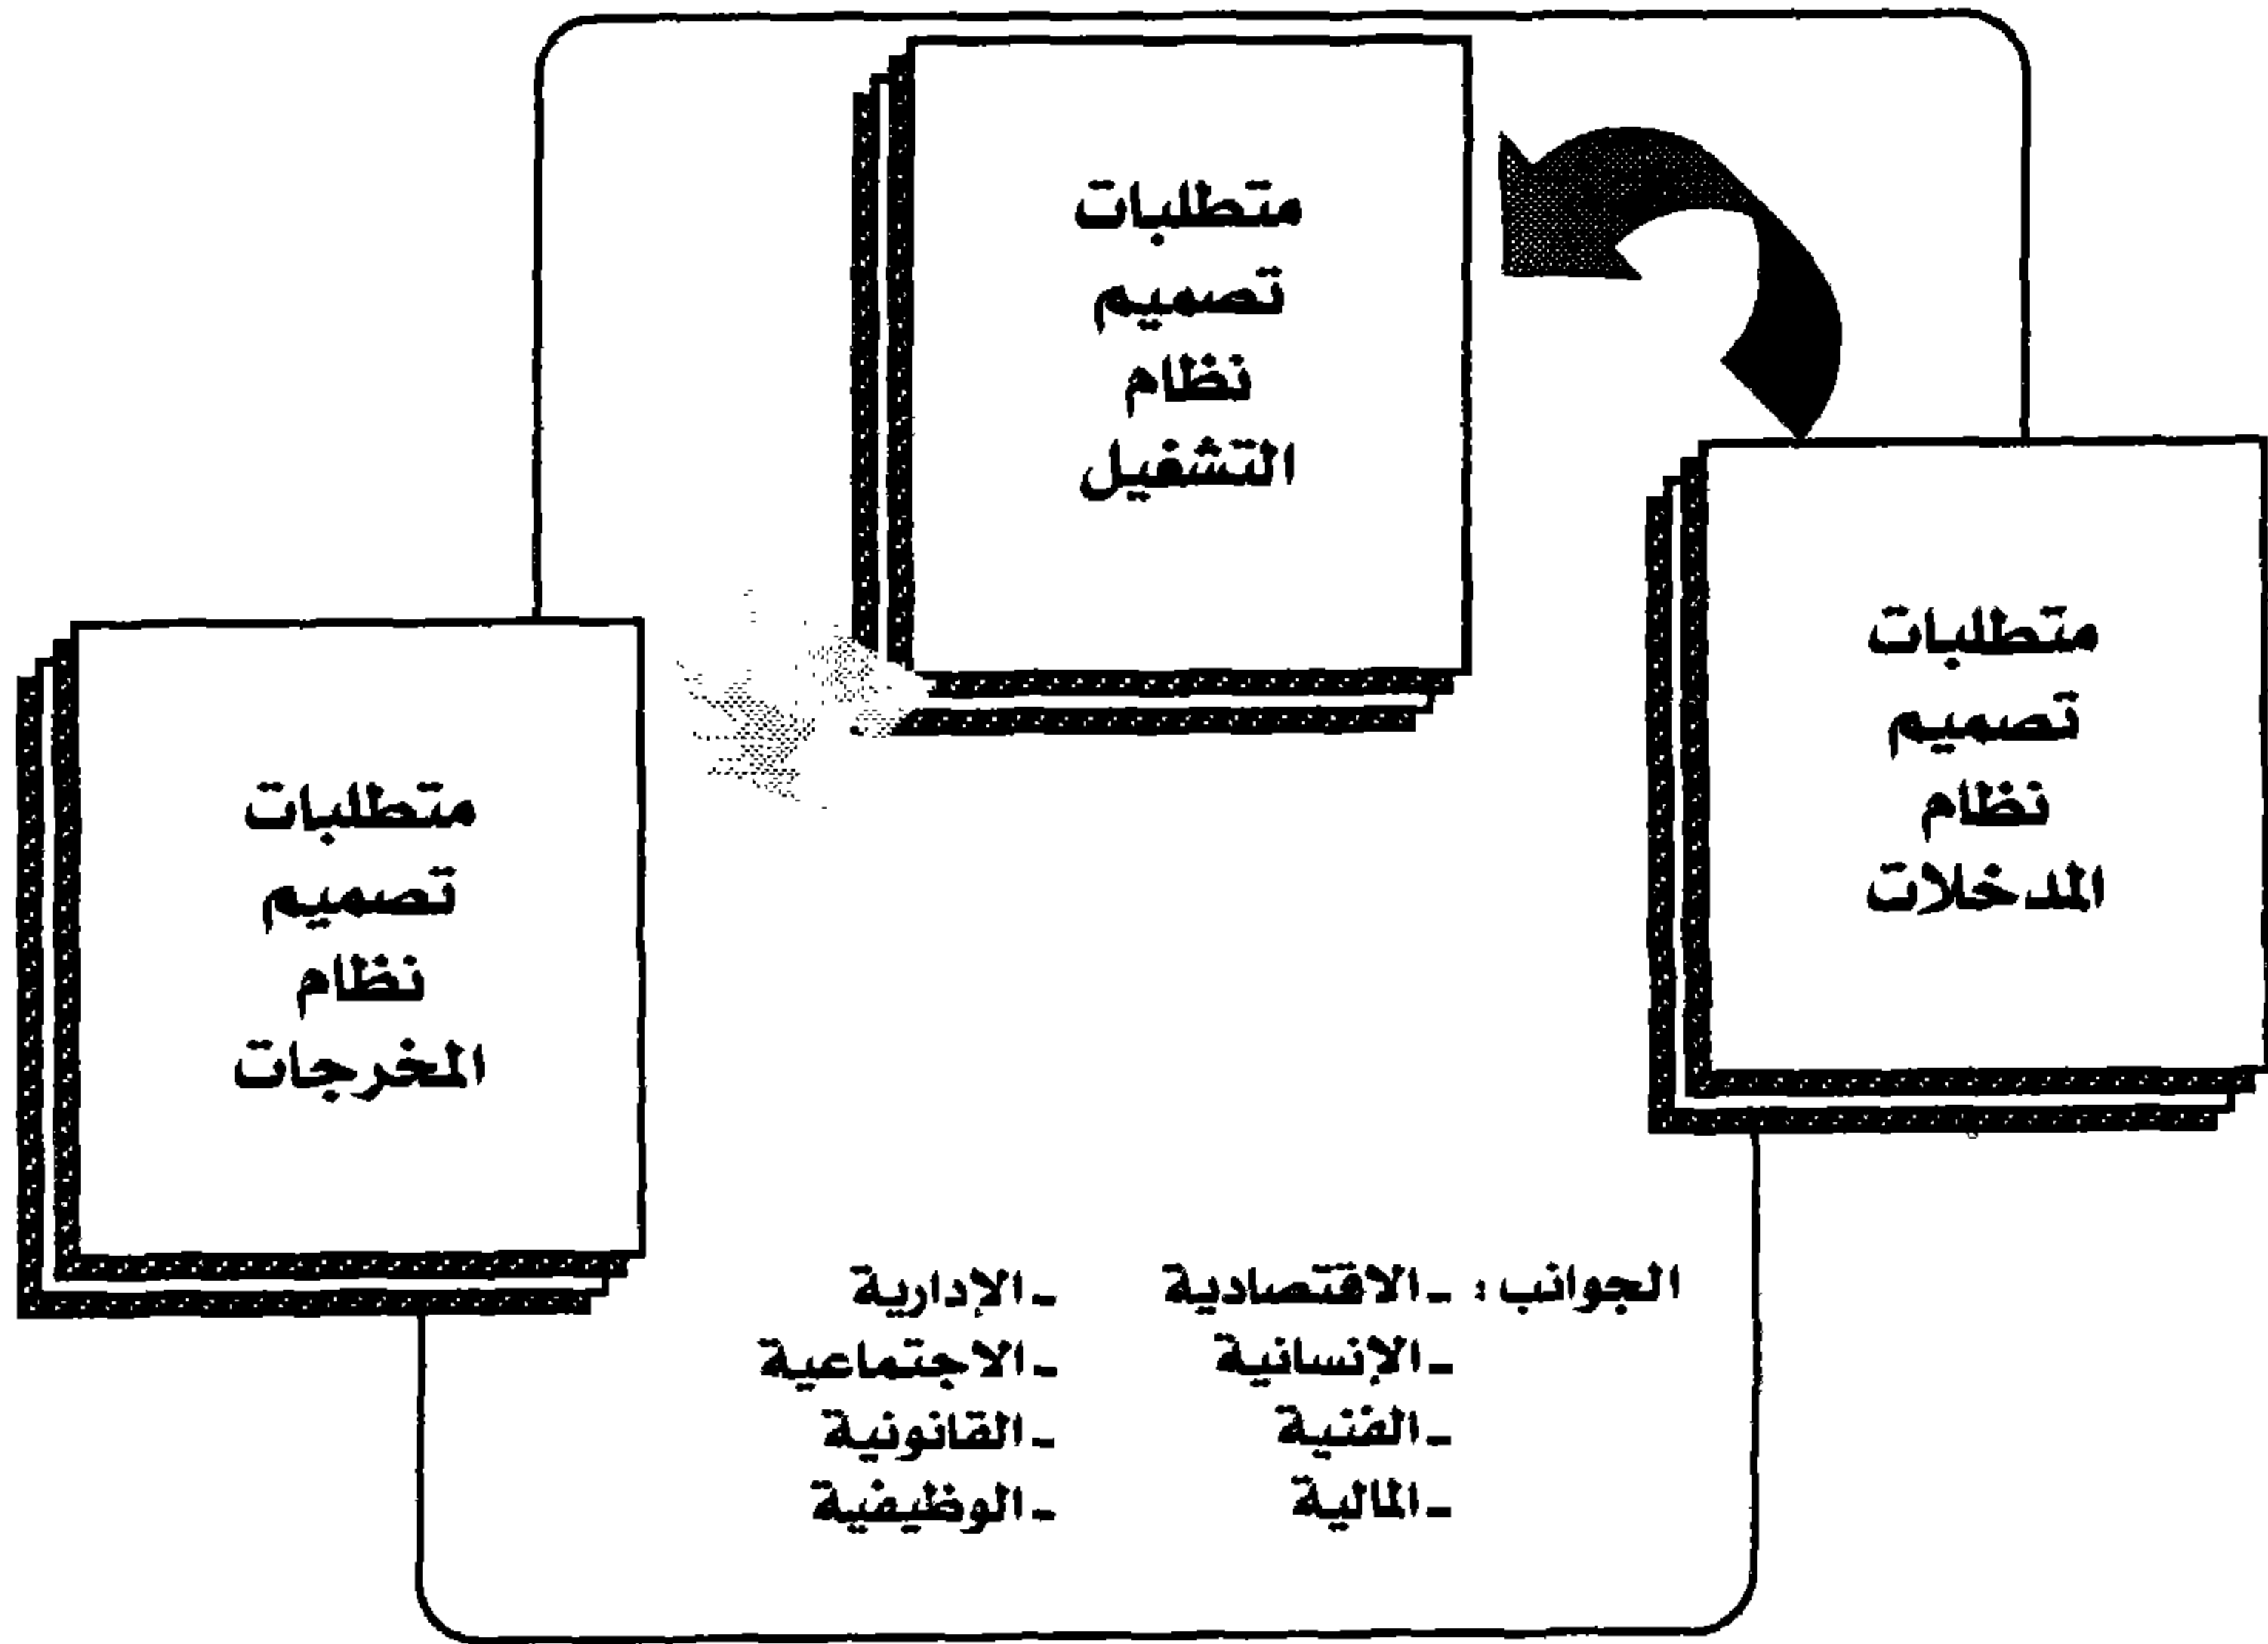 متطلبات
تصميم
نظام
التشغيل
متطلبات
تصميم
نظام
المدخلات
متطلبات
تصميم
نظام
المخرجات
الجوانب : - الاقتصادية - الإدارية
- الإنسانية - الاجتماعية
- الفنية - القانونية
- المالية - الوظيفية